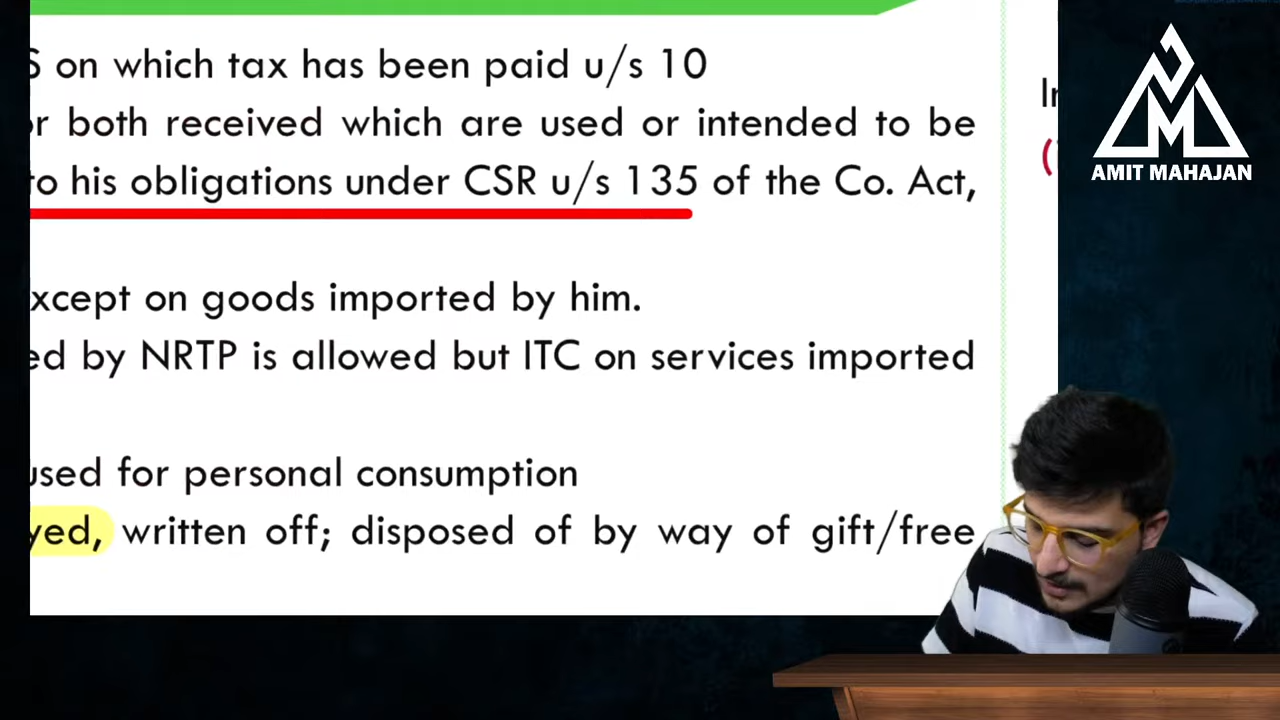 S on which tax has been paid u/s 10
or both received which are used or intended to be
to his obligations under CSR u/s 135 of the Co. Act,
xcept on goods imported by him.
ed by NRTP is allowed but ITC on services imported
used for personal consumption
yed, written off; disposed of by way of gift/free
AMIT MAHAJAN